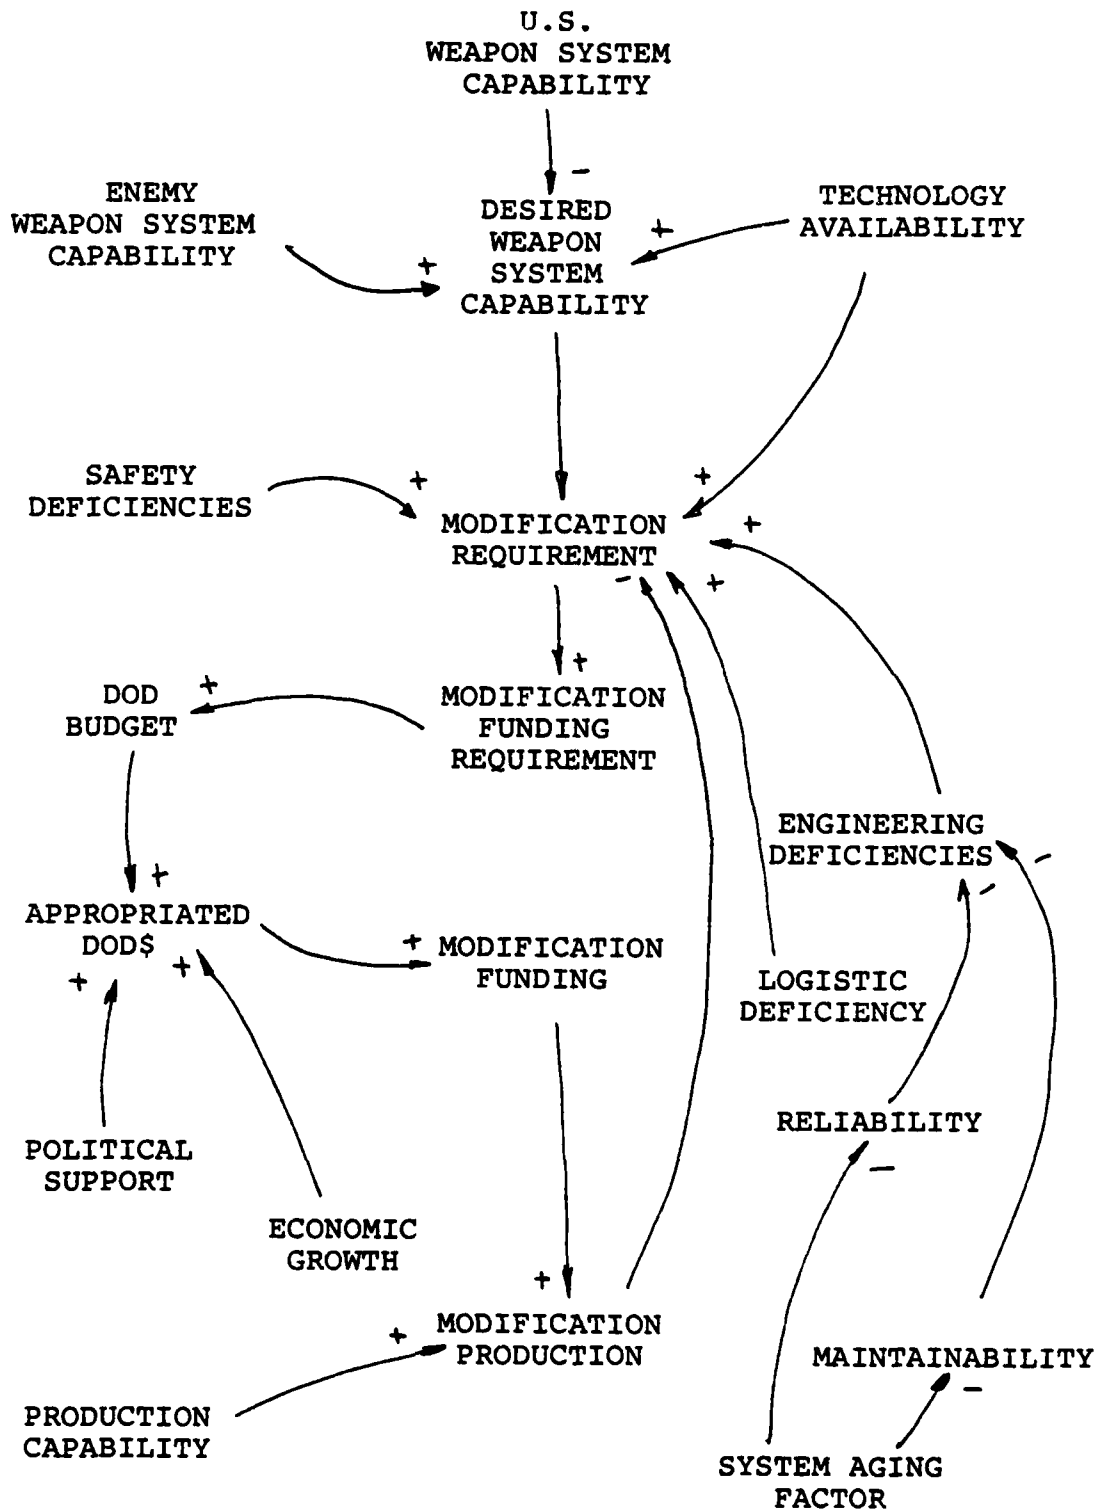 U.S.
WEAPON SYSTEM
CAPABILITY
-
ENEMY
WEAPON SYSTEM
CAPABILITY
+
DESIRED
WEAPON
SYSTEM
CAPABILITY
+
TECHNOLOGY
AVAILABILITY
SAFETY
DEFICIENCIES
+
MODIFICATION
REQUIREMENT
+
+
-
+
DOD
BUDGET
+
+
MODIFICATION
FUNDING
REQUIREMENT
ENGINEERING
DEFICIENCIES
-
-
+
APPROPRIATED
DOD$
+
+
+
MODIFICATION
FUNDING
LOGISTIC
DEFICIENCY
POLITICAL
SUPPORT
RELIABILITY
-
ECONOMIC
GROWTH
+
+
MODIFICATION
PRODUCTION
MAINTAINABILITY
-
PRODUCTION
CAPABILITY
SYSTEM AGING
FACTOR